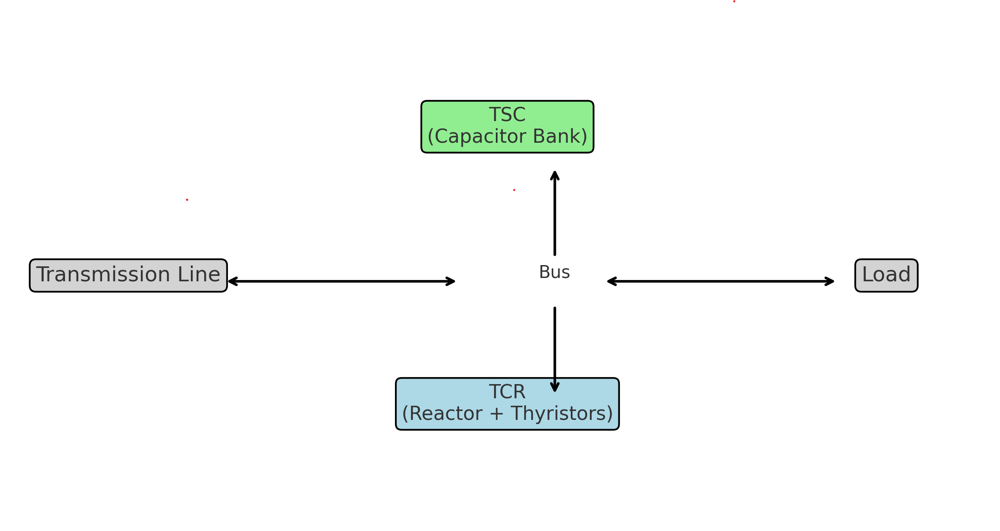 TSC
(Capacitor Bank)
Transmission Line
Bus
Load
TCR
(Reactor + Thyristors)